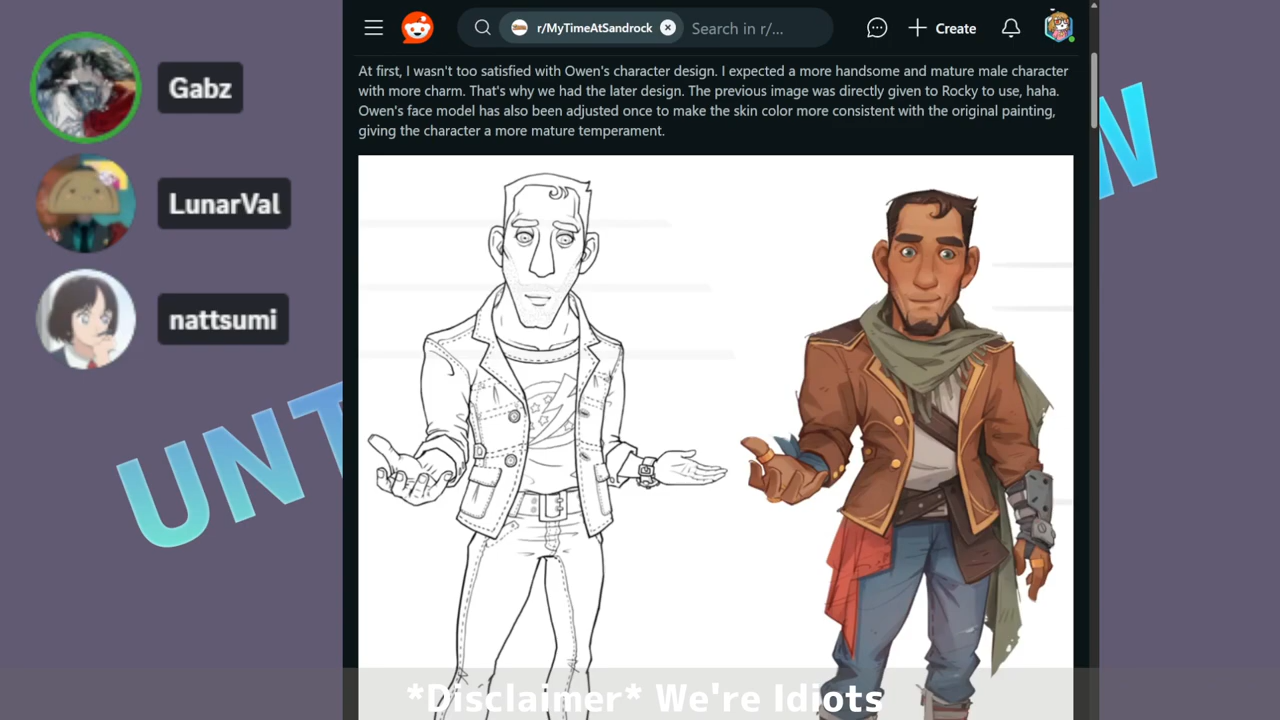 Gabz
LunarVal
nattsumi
r/MyTimeAtSandrock
Search in r/...
Create
At first, I wasn't too satisfied with Owen's character design. I expected a more handsome and mature male character
with more charm. That's why we had the later design. The previous image was directly given to Rocky to use, haha.
Owen's face model has also been adjusted once to make the skin color more consistent with the original painting,
giving the character a more mature temperament.
*Disclaimer* We're Idiots